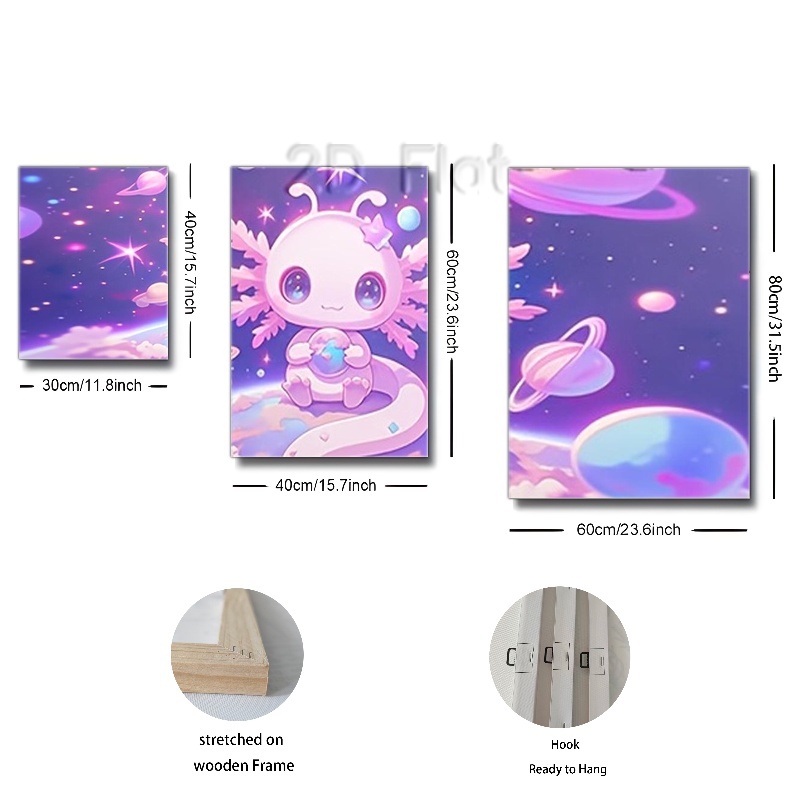 2D Flat
40cm/15.7inch
30cm/11.8inch
60cm/23.6inch
40cm/15.7inch
80cm/31.5inch
60cm/23.6inch
stretched on
wooden Frame
Hook
Ready to Hang